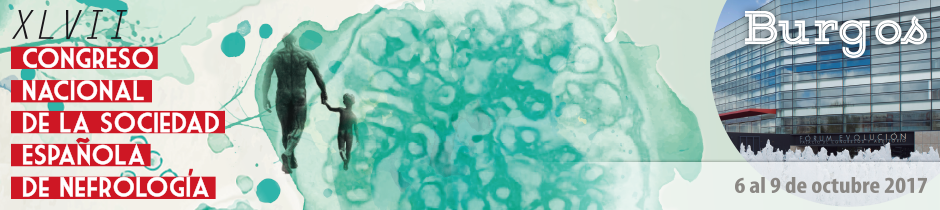 XLVII
CONGRESO
NACIONAL
DE LA SOCIEDAD
ESPAÑOLA
DE NEFROLOGÍA
Burgos
FORUM EVOLUCIÓN
6 al 9 de octubre 2017